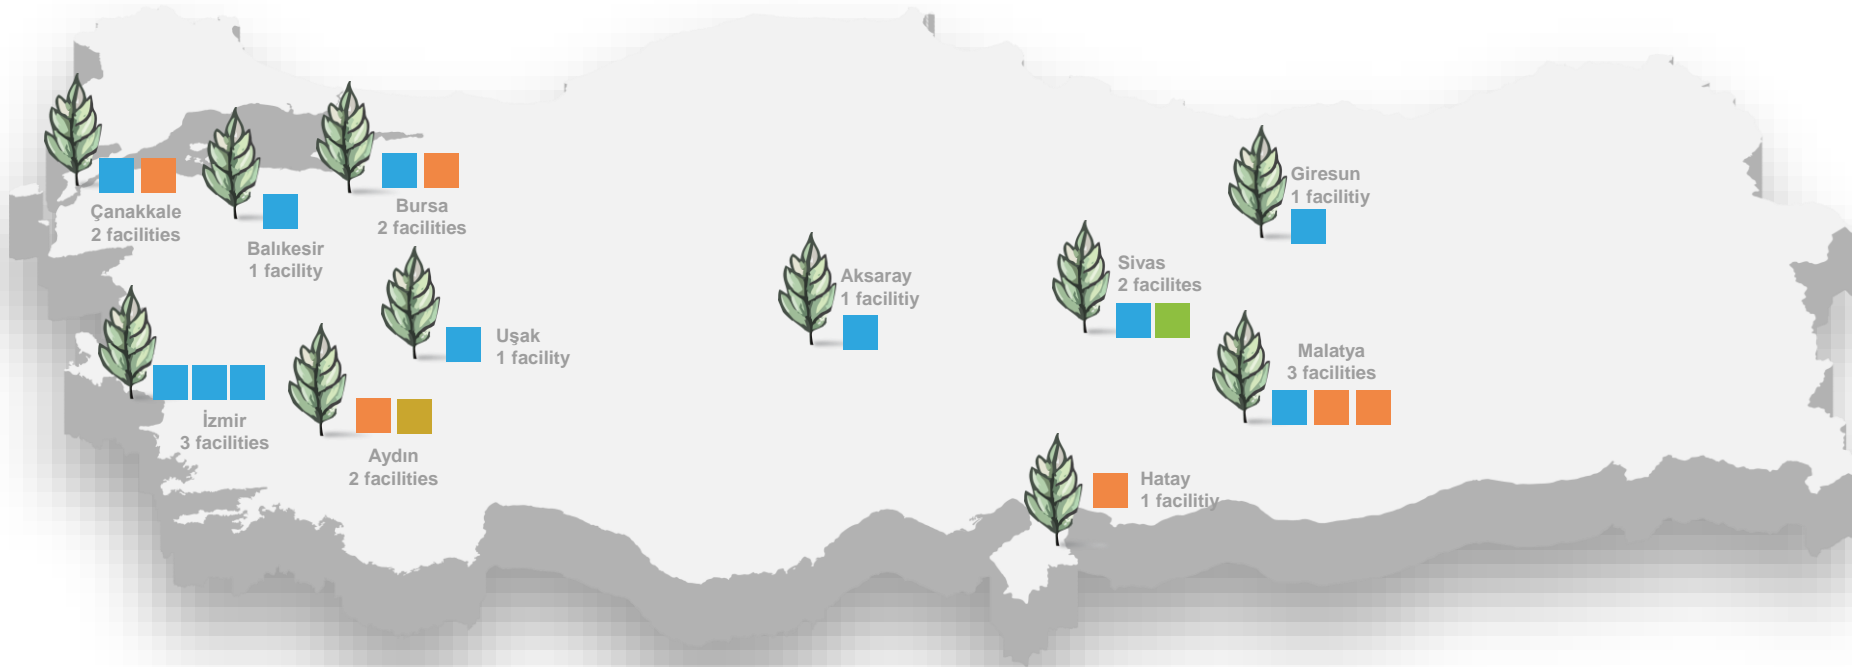 Çanakkale
2 facilities
Balıkesir
1 facility
Bursa
2 facilities
Uşak
1 facility
İzmir
3 facilities
Aydın
2 facilities
Aksaray
1 facilitiy
Sivas
2 facilites
Giresun
1 facilitiy
Malatya
3 facilities
Hatay
1 facilitiy